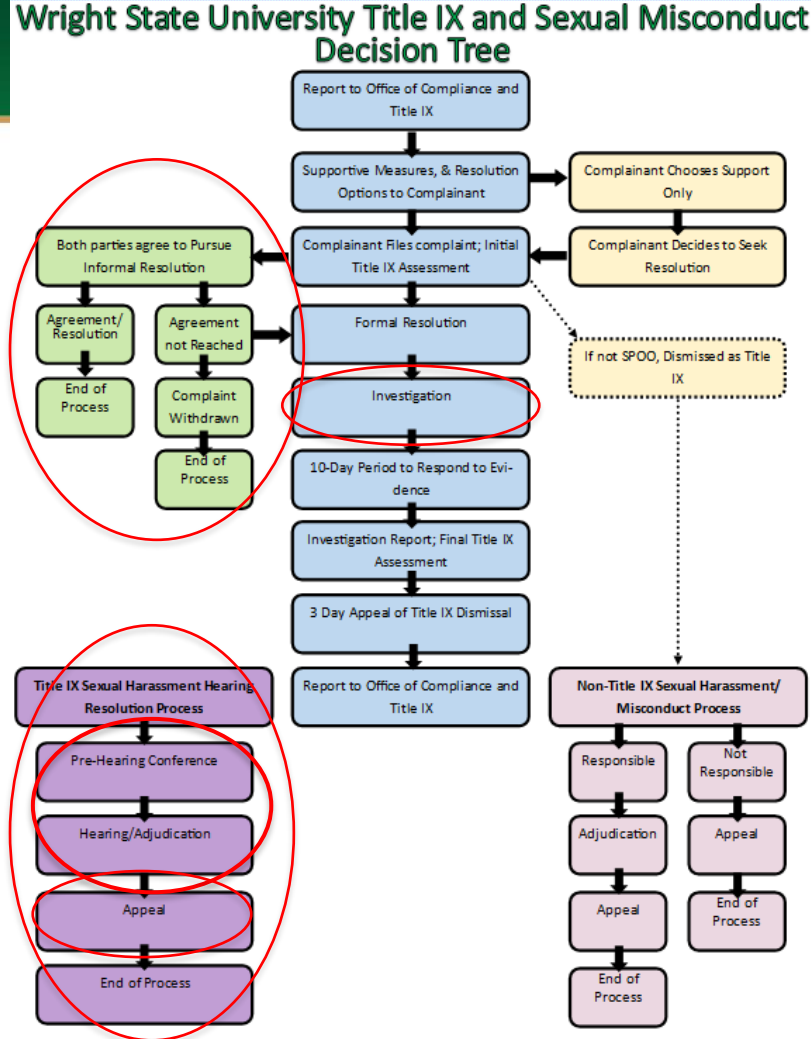 Wright State University Title IX and Sexual Misconduct
Decision Tree
Report to Office of Compliance and
Title IX
Supportive Measures, & Resolution
Options to Complainant
Complainant Chooses Support
Only
Both parties agree to Pursue
Informal Resolution
Complainant Files complaint; Initial
Title IX Assessment
Complainant Decides to Seek
Resolution
Agreement/
Resolution
Agreement
not Reached
Formal Resolution
If not SPOO, Dismissed as Title
IX
End of
Process
Complaint
Withdrawn
Investigation
End of
Process
10-Day Period to Respond to Evi-
dence
Investigation Report; Final Title IX
Assessment
3 Day Appeal of Title IX Dismissal
Title IX Sexual Harassment Hearing
Resolution Process
Report to Office of Compliance and
Title IX
Non-Title IX Sexual Harassment/
Misconduct Process
Pre-Hearing Conference
Responsible
Not
Responsible
Hearing/Adjudication
Adjudication
Appeal
Appeal
Appeal
End of
Process
End of Process
End of
Process